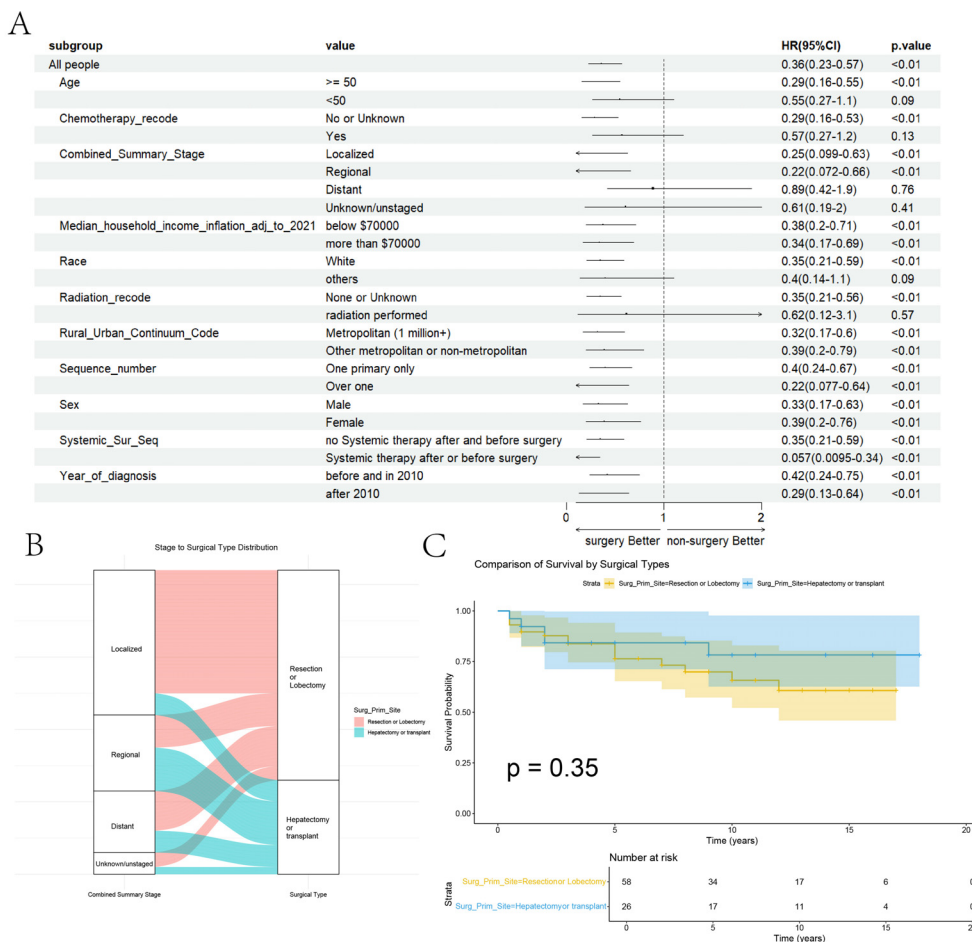 A
subgroup value HR(95%CI) p.value
All people 0.36(0.23-0.57) <0.01
Age >= 50 0.29(0.16-0.55) <0.01
<50 0.55(0.27-1.1) 0.09
Chemotherapy_recode No or Unknown 0.29(0.16-0.53) <0.01
Yes 0.57(0.27-1.2) 0.13
Combined_Summary_Stage Localized 0.25(0.099-0.63) <0.01
Regional 0.22(0.072-0.66) <0.01
Distant 0.89(0.42-1.9) 0.76
Unknown/unstaged 0.61(0.19-2) 0.41
Median_household_income_inflation_adj_to_2021 below $70000 0.38(0.2-0.71) <0.01
more than $70000 0.34(0.17-0.69) <0.01
Race White 0.35(0.21-0.59) <0.01
others 0.4(0.14-1.1) 0.09
Radiation_recode None or Unknown 0.35(0.21-0.56) <0.01
radiation performed 0.62(0.12-3.1) 0.57
Rural_Urban_Continuum_Code Metropolitan (1 million+) 0.32(0.17-0.6) <0.01
Other metropolitan or non-metropolitan 0.39(0.2-0.79) <0.01
Sequence_number One primary only 0.4(0.24-0.67) <0.01
Over one 0.22(0.077-0.64) <0.01
Sex Male 0.33(0.17-0.63) <0.01
Female 0.39(0.2-0.76) <0.01
Systemic_Sur_Seq no Systemic therapy after and before surgery 0.35(0.21-0.59) <0.01
Systemic therapy after or before surgery 0.057(0.0095-0.34) <0.01
Year_of_diagnosis before and in 2010 0.42(0.24-0.75) <0.01
after 2010 0.29(0.13-0.64) <0.01
0 1 2
surgery Better non-surgery Better
B
Stage to Surgical Type Distribution
Localized
Regional
Distant
Unknown/unstaged
Resection
or
Lobectomy
Hepatectomy
or
transplant
Surg_Prim_Site
Resection or Lobectomy
Hepatectomy or transplant
Combined Summary Stage Surgical Type
C
Comparison of Survival by Surgical Types
Strata Surg_Prim_Site=Resection or Lobectomy Surg_Prim_Site=Hepatectomy or transplant
Survival Probability
1.00
0.75
0.50
0.25
0.00
p = 0.35
0 5 10 15 20
Time (years)
Number at risk
Strata
Surg_Prim_Site=Resectionor Lobectomy 58 34 17 6 0
Surg_Prim_Site=Hepatectomyor transplant 26 17 11 4 0
0 5 10 15 20
Time (years)